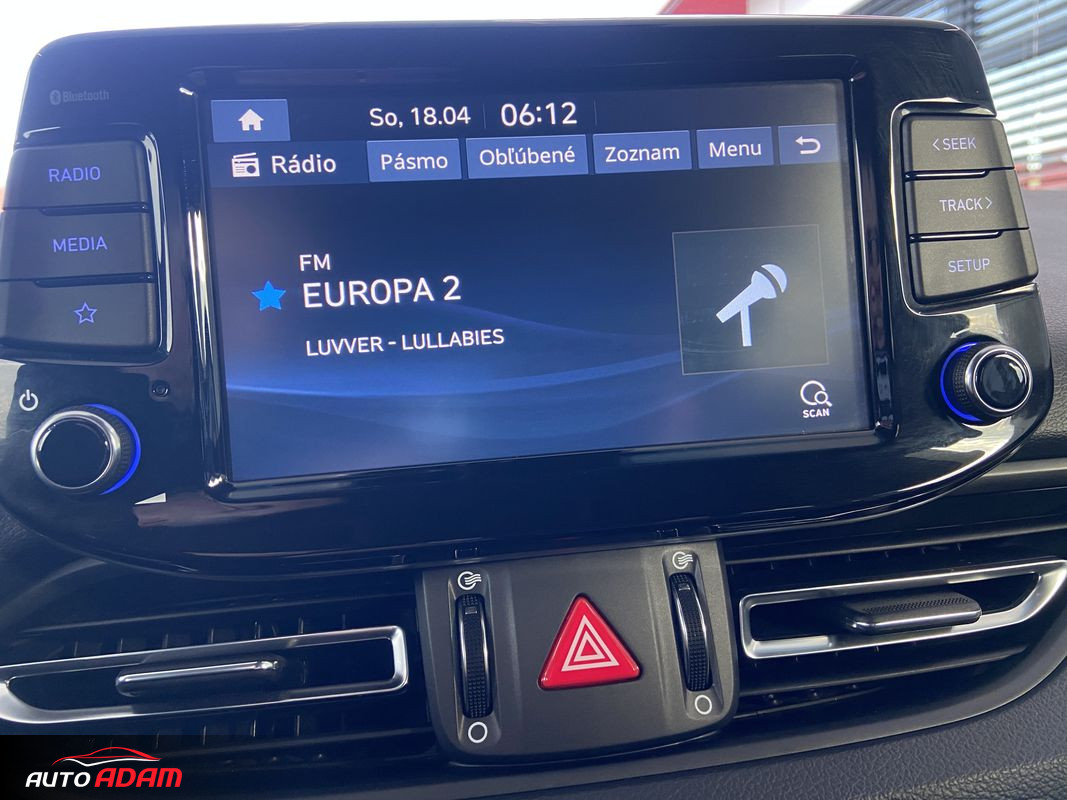 Bluetooth
So, 18.04 06:12
RADIO
MEDIA
Rádio Pásmo Obľúbené Zoznam Menu
FM
EUROPA 2
LUVVER - LULLABIES
SCAN
< SEEK
TRACK >
SETUP
AUTO ADAM